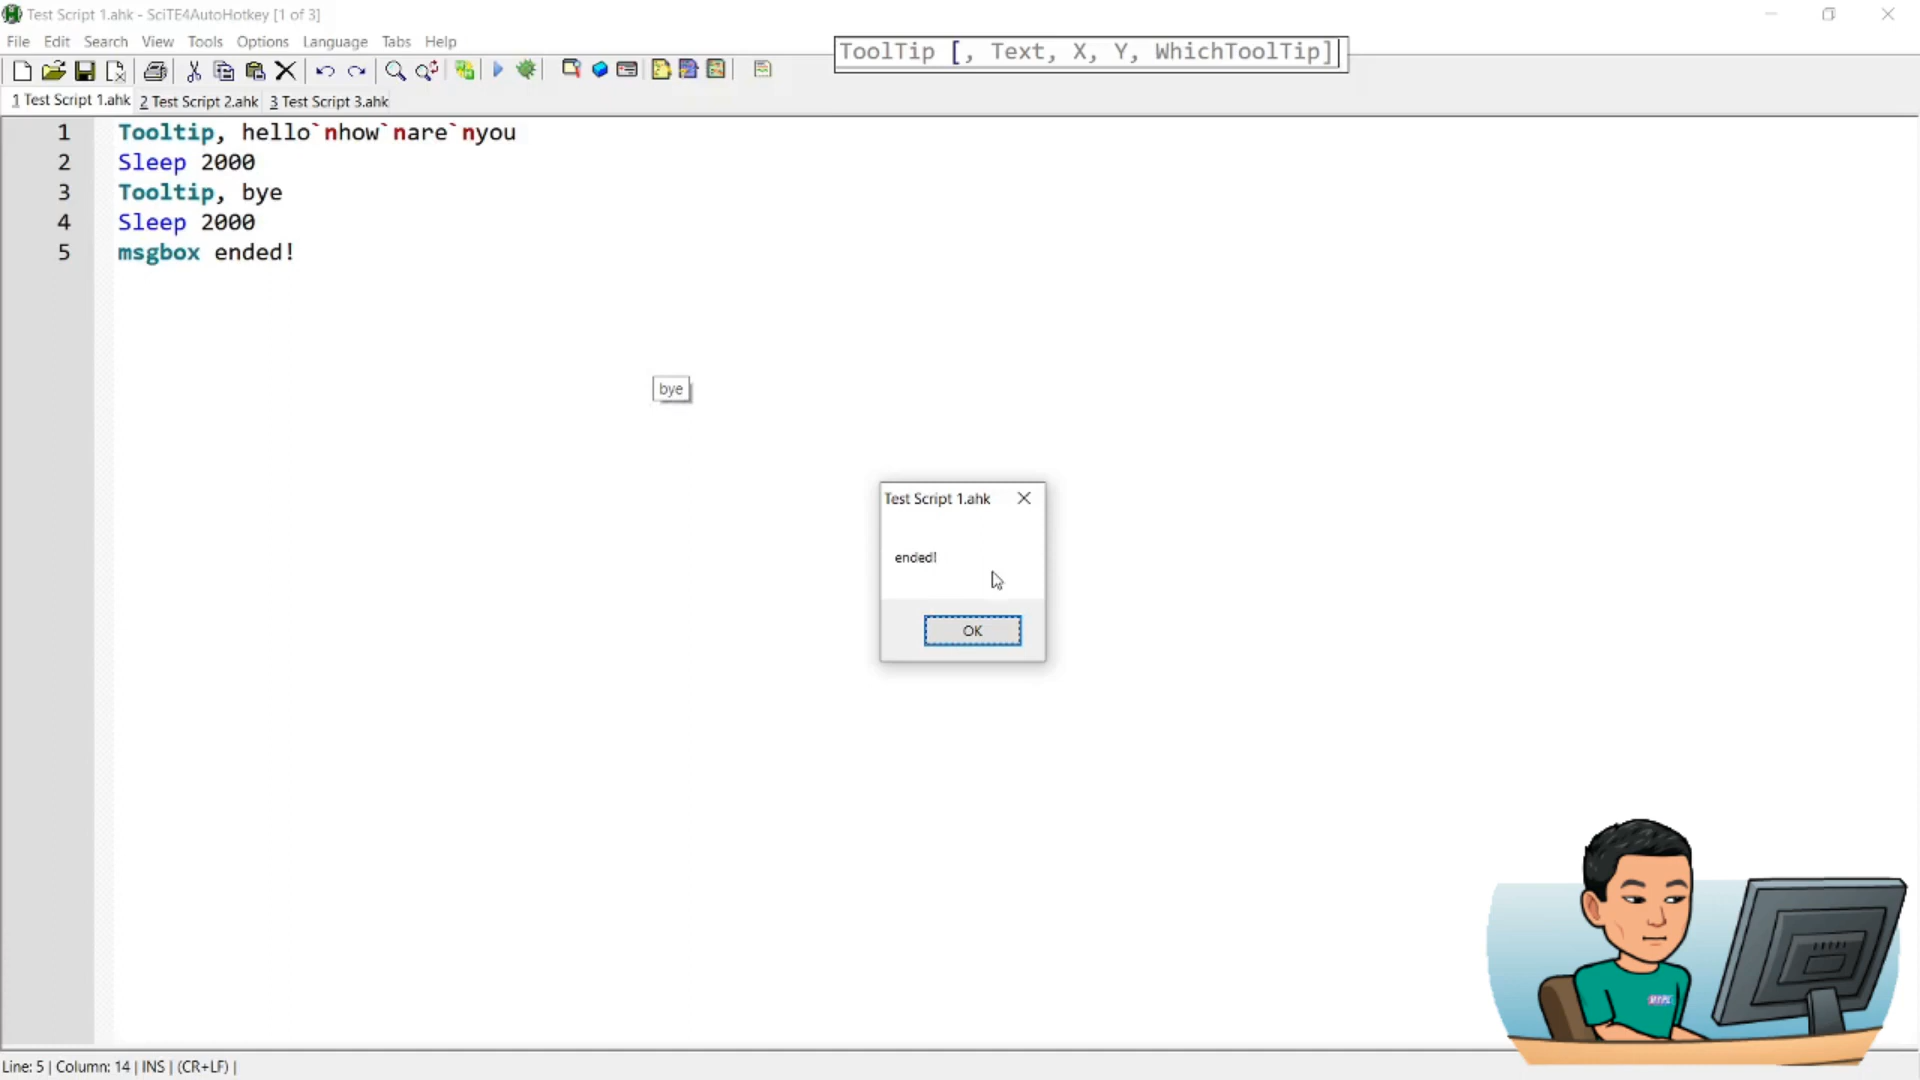 Test Script 1.ahk - SciTE4AutoHotkey [1 of 3]
File Edit Search View Tools Options Language Tabs Help
ToolTip [, Text, X, Y, WhichToolTip]
1 Test Script 1.ahk 2 Test Script 2.ahk 3 Test Script 3.ahk
1 Tooltip, hello`nhow`nare`nyou
2 Sleep 2000
3 Tooltip, bye
4 Sleep 2000
5 msgbox ended!
bye
Test Script 1.ahk
ended!
OK
Line: 5 | Column: 14 | INS | (CR+LF) |